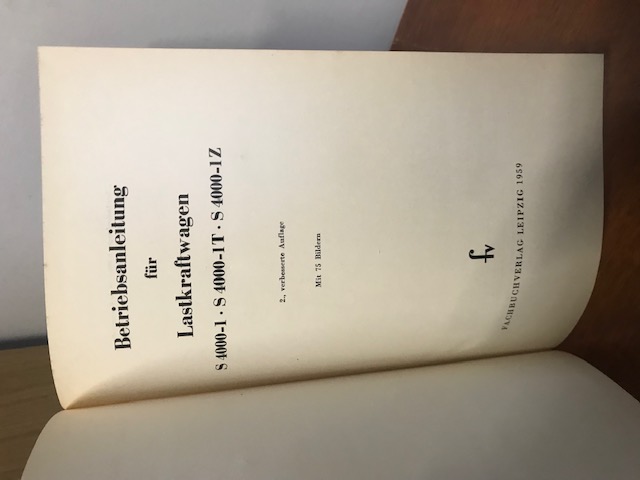 Betriebsanleitung
für
Lastkraftwagen
S 4000-1 · S 4000-1T · S 4000-1Z
2., verbesserte Auflage
Mit 75 Bildern
fv
FACHBUCHVERLAG LEIPZIG 1959